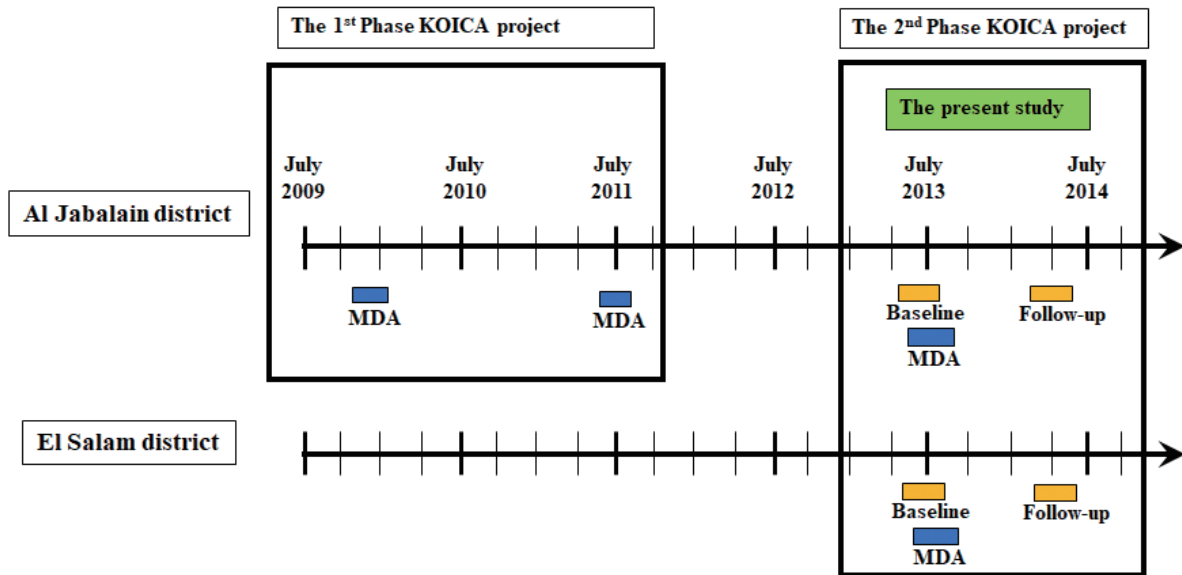 The 1st Phase KOICA project
The 2nd Phase KOICA project
The present study
July
2009
July
2010
July
2011
July
2012
July
2013
July
2014
Al Jabalain district
MDA
MDA
Baseline
MDA
Follow-up
El Salam district
Baseline
MDA
Follow-up